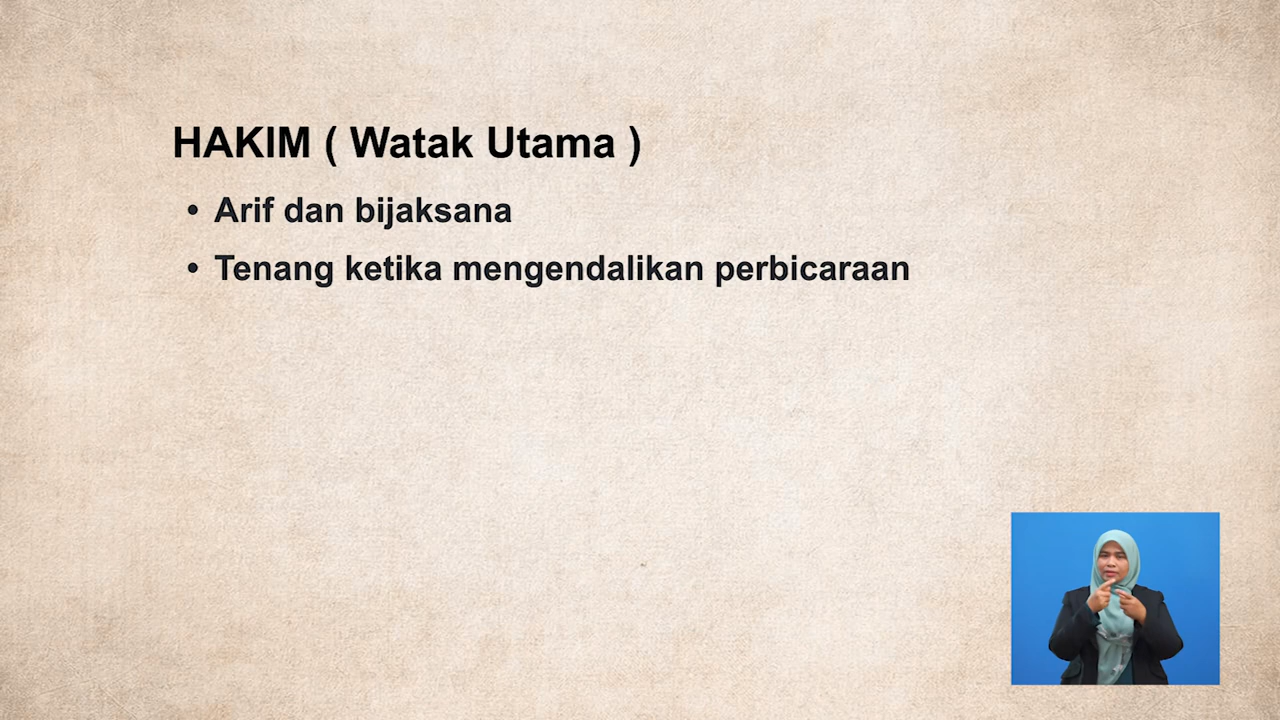 HAKIM ( Watak Utama )
• Arif dan bijaksana
• Tenang ketika mengendalikan perbicaraan